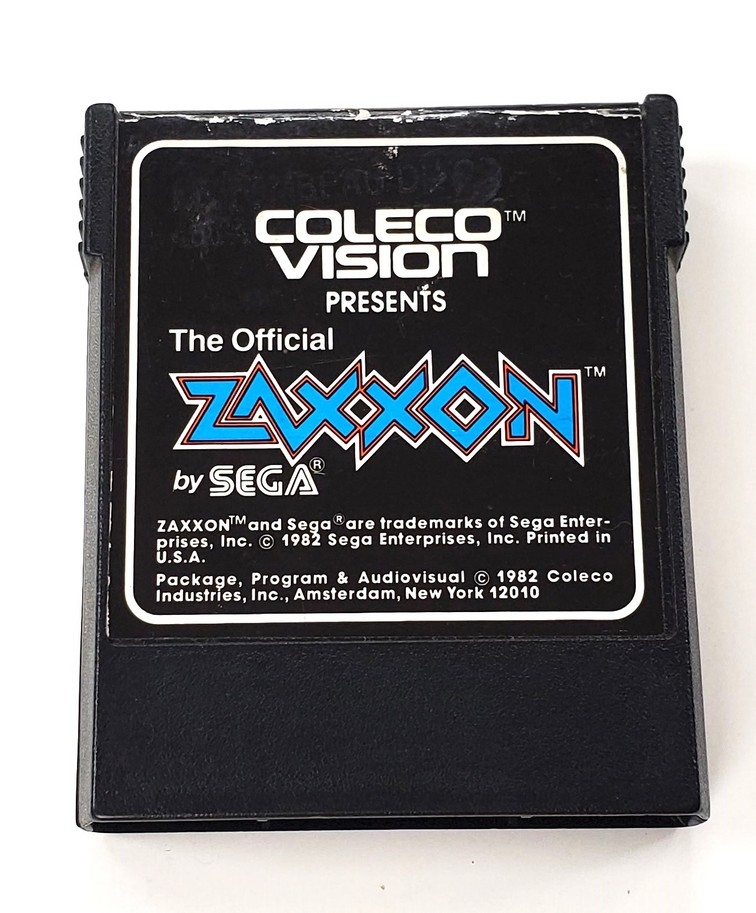 COLECO™
VISION
PRESENTS
The Official
ZAXXON™
by SEGA®
ZAXXON™ and Sega® are trademarks of Sega Enter-
prises, Inc. © 1982 Sega Enterprises, Inc. Printed in
U.S.A.
Package, Program & Audiovisual © 1982 Coleco
Industries, Inc., Amsterdam, New York 12010